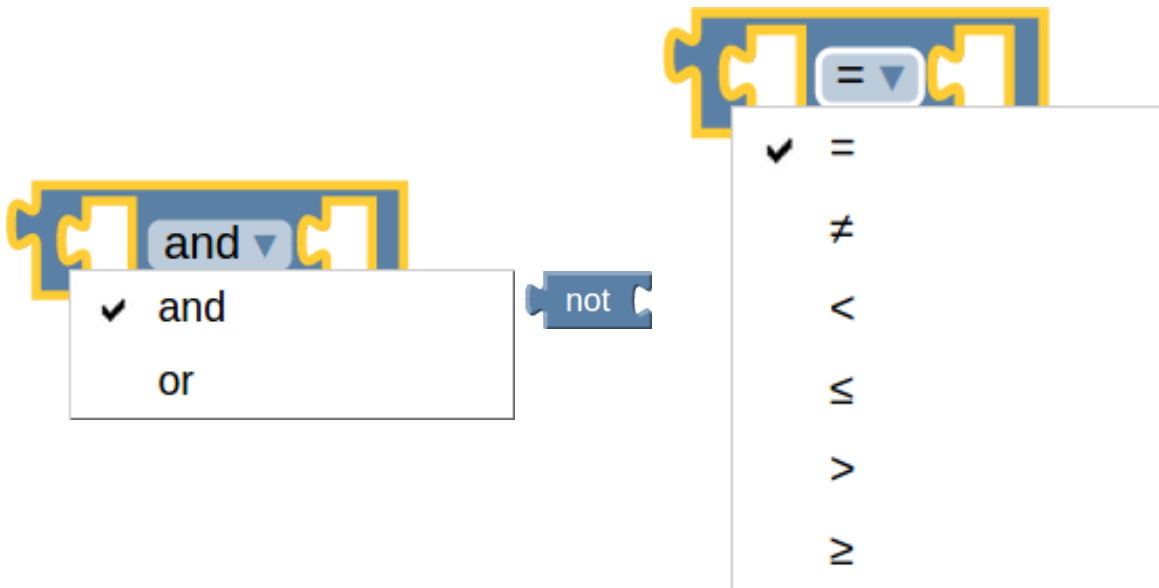 and
and
or
not
=
=
≠
<
≤
>
≥